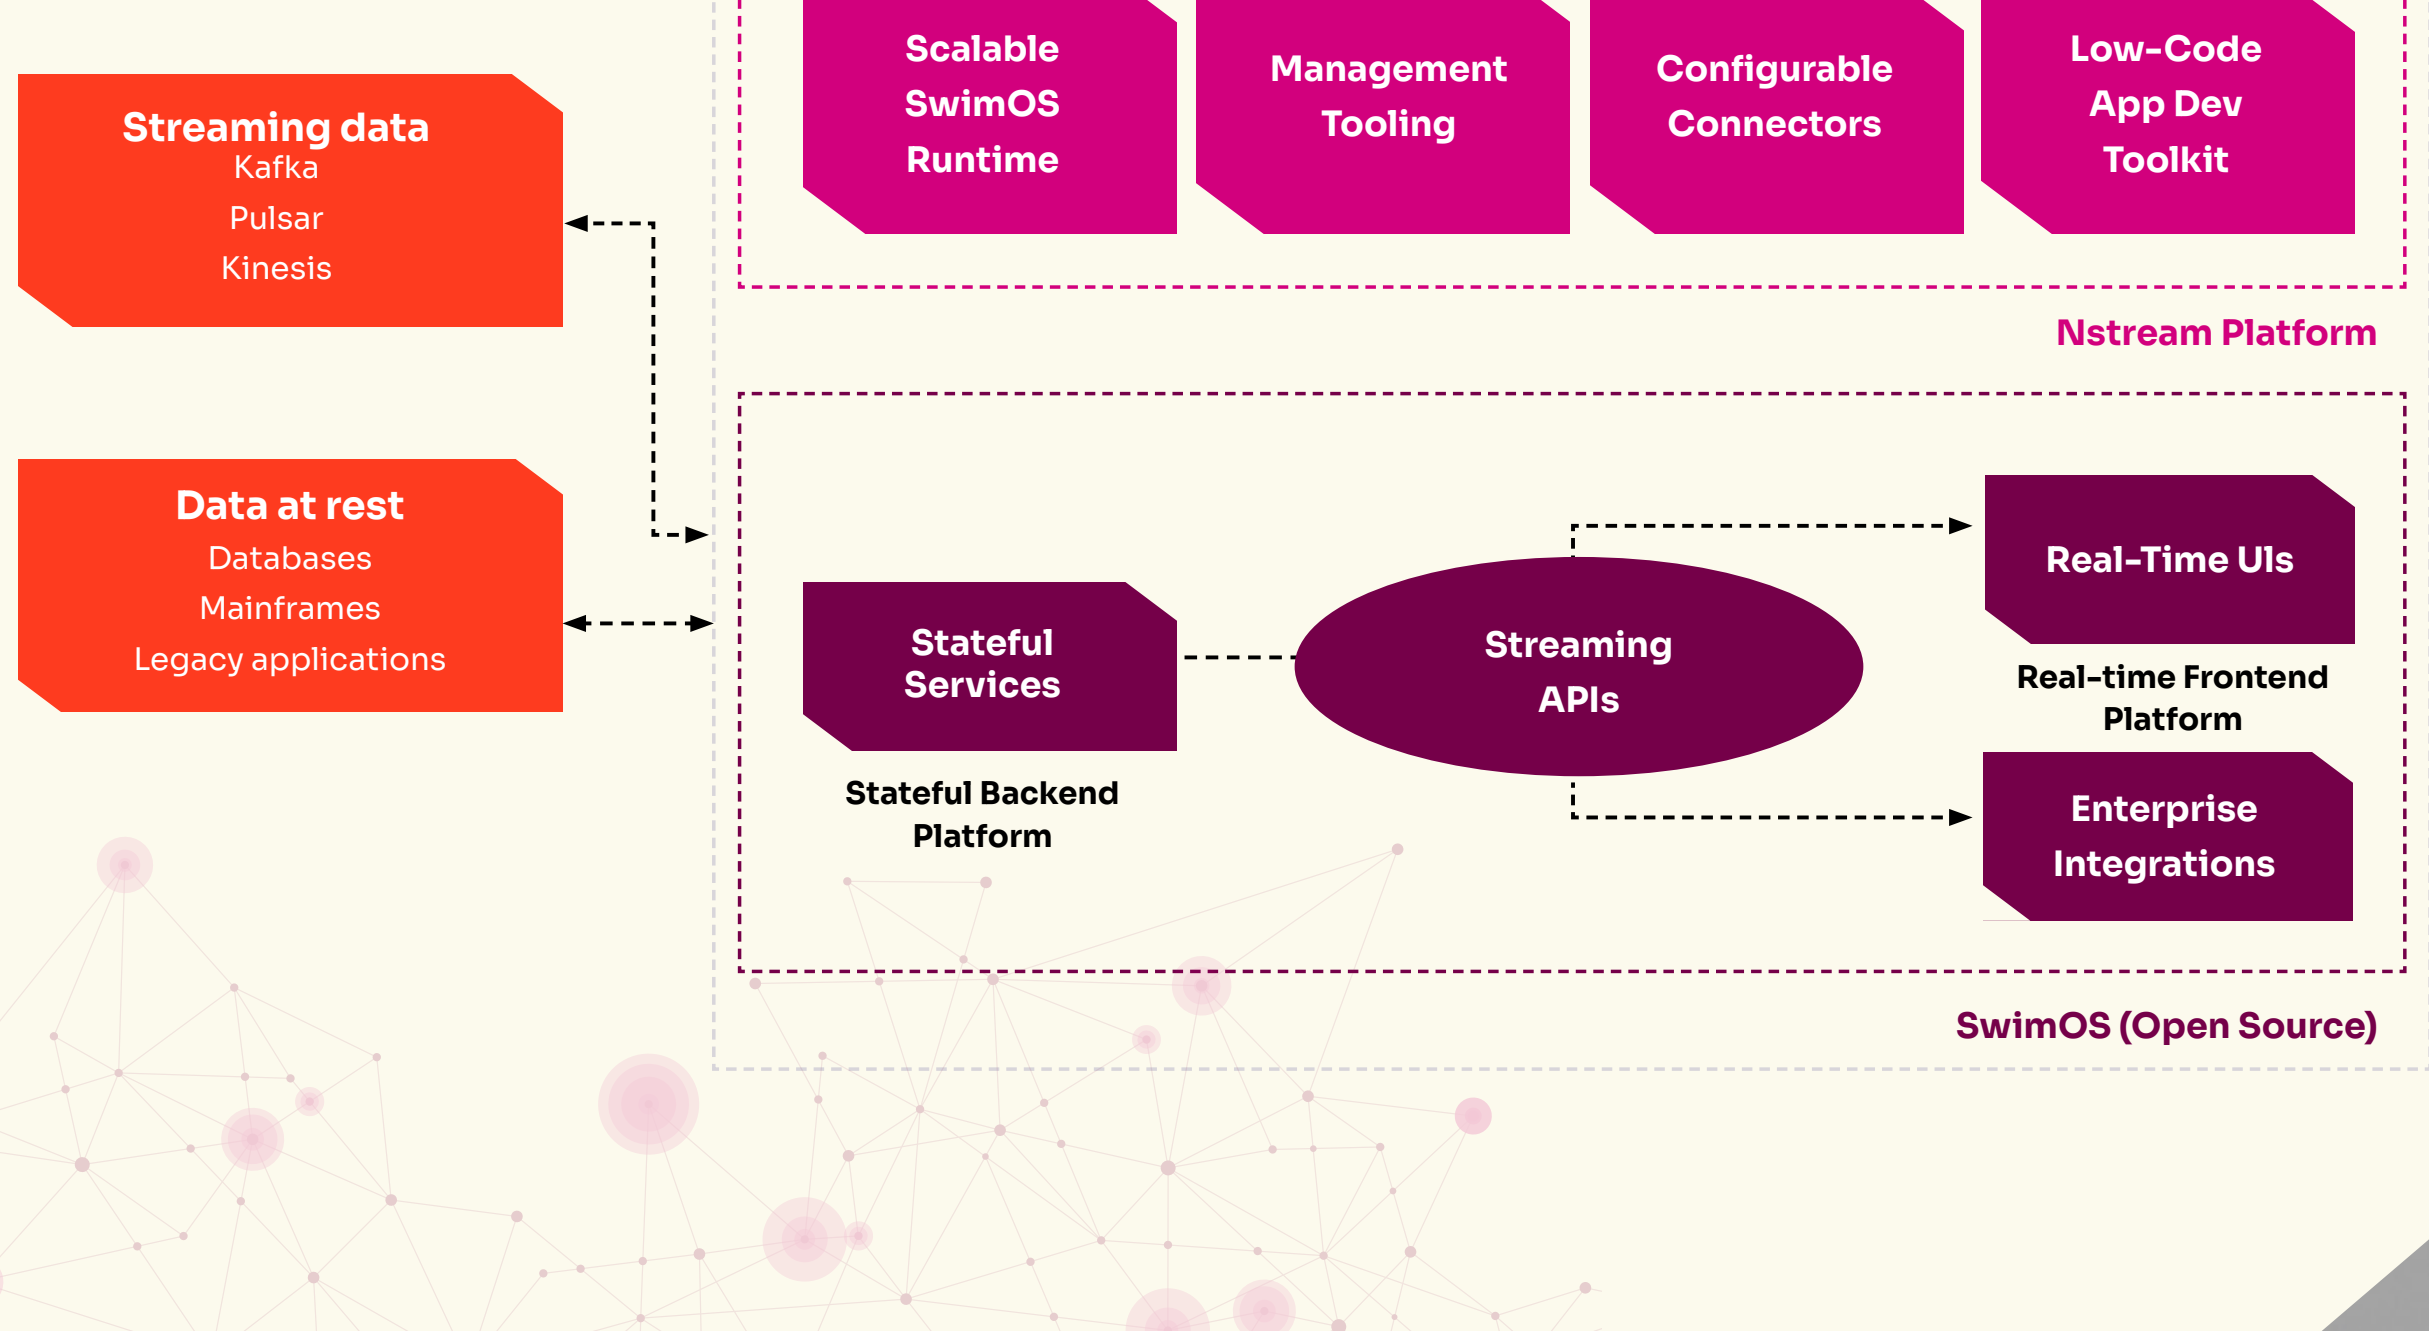 Streaming data
Kafka
Pulsar
Kinesis
Data at rest
Databases
Mainframes
Legacy applications
Scalable
SwimOS
Runtime
Management
Tooling
Configurable
Connectors
Low-Code
App Dev
Toolkit
Nstream Platform
Stateful
Services
Stateful Backend
Platform
Streaming
APIs
Real-Time UIs
Real-time Frontend
Platform
Enterprise
Integrations
SwimOS (Open Source)